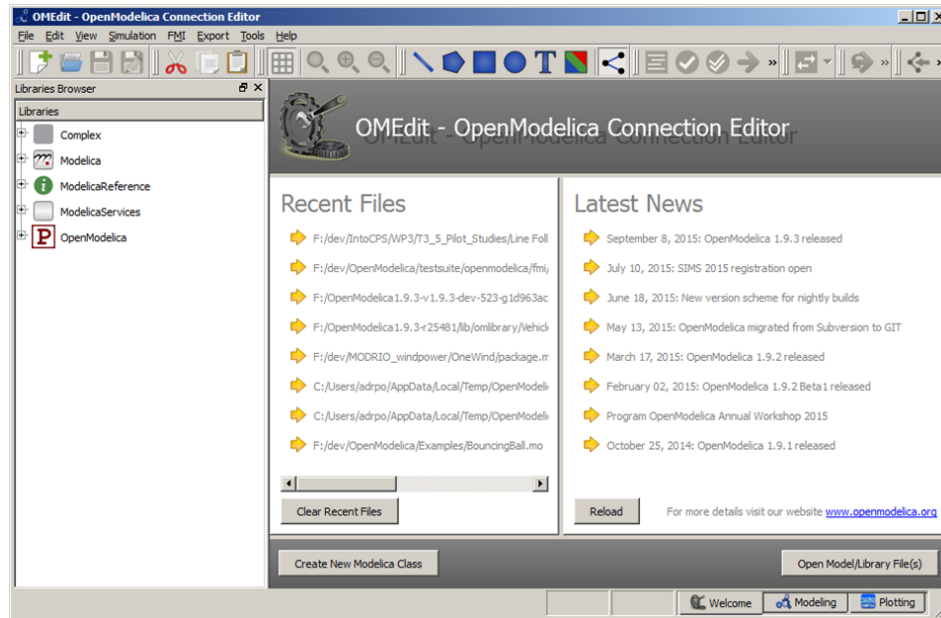 OMEdit - OpenModelica Connection Editor
File Edit View Simulation FMI Export Tools Help
Libraries Browser
Libraries
Complex
Modelica
ModelicaReference
ModelicaServices
P OpenModelica
OMEdit - OpenModelica Connection Editor
Recent Files
F:/dev/IntoCPS/WP3/T3_5_Pilot_Studies/Line Foll
F:/dev/OpenModelica/testsuite/openmodelica/fmi/
F:/OpenModelica1.9.3-v1.9.3-dev-523-g1d963ac
F:/OpenModelica1.9.3-r25481/lib/omlibrary/Vehicl
F:/dev/MODRIO_windpower/OneWind/package.m
C:/Users/adrpo/AppData/Local/Temp/OpenModeli
C:/Users/adrpo/AppData/Local/Temp/OpenModeli
F:/dev/OpenModelica/Examples/BouncingBall.mo
Clear Recent Files
Latest News
September 8, 2015: OpenModelica 1.9.3 released
July 10, 2015: SIMS 2015 registration open
June 18, 2015: New version scheme for nightly builds
May 13, 2015: OpenModelica migrated from Subversion to GIT
March 17, 2015: OpenModelica 1.9.2 released
February 02, 2015: OpenModelica 1.9.2 Beta1 released
Program OpenModelica Annual Workshop 2015
October 25, 2014: OpenModelica 1.9.1 released
Reload For more details visit our website www.openmodelica.org
Create New Modelica Class
Open Model/Library File(s)
Welcome Modeling Plotting